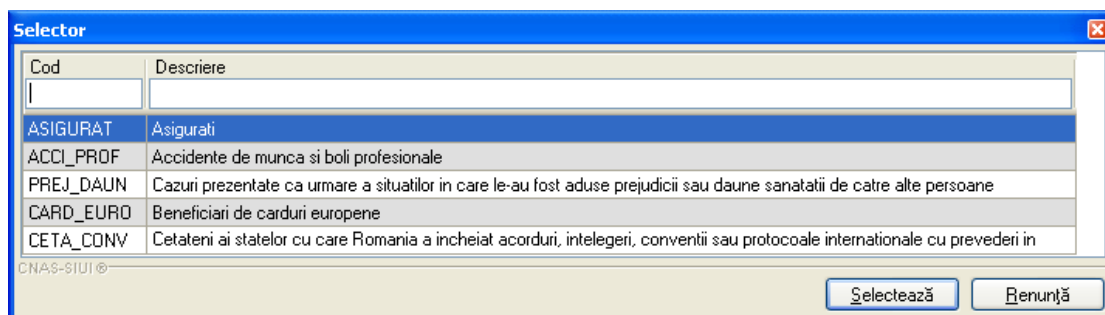 Selector
Cod Descriere
ASIGURAT Asigurati
ACCI_PROF Accidente de munca si boli profesionale
PREJ_DAUN Cazuri prezentate ca urmare a situatilor in care le-au fost aduse prejudicii sau daune sanatatii de catre alte persoane
CARD_EURO Beneficiari de carduri europene
CETA_CONV Cetateni ai statelor cu care Romania a incheiat acorduri, intelegeri, conventii sau protocoale internationale cu prevederi in
CNAS-SIUI ®
Selectează Renunţă